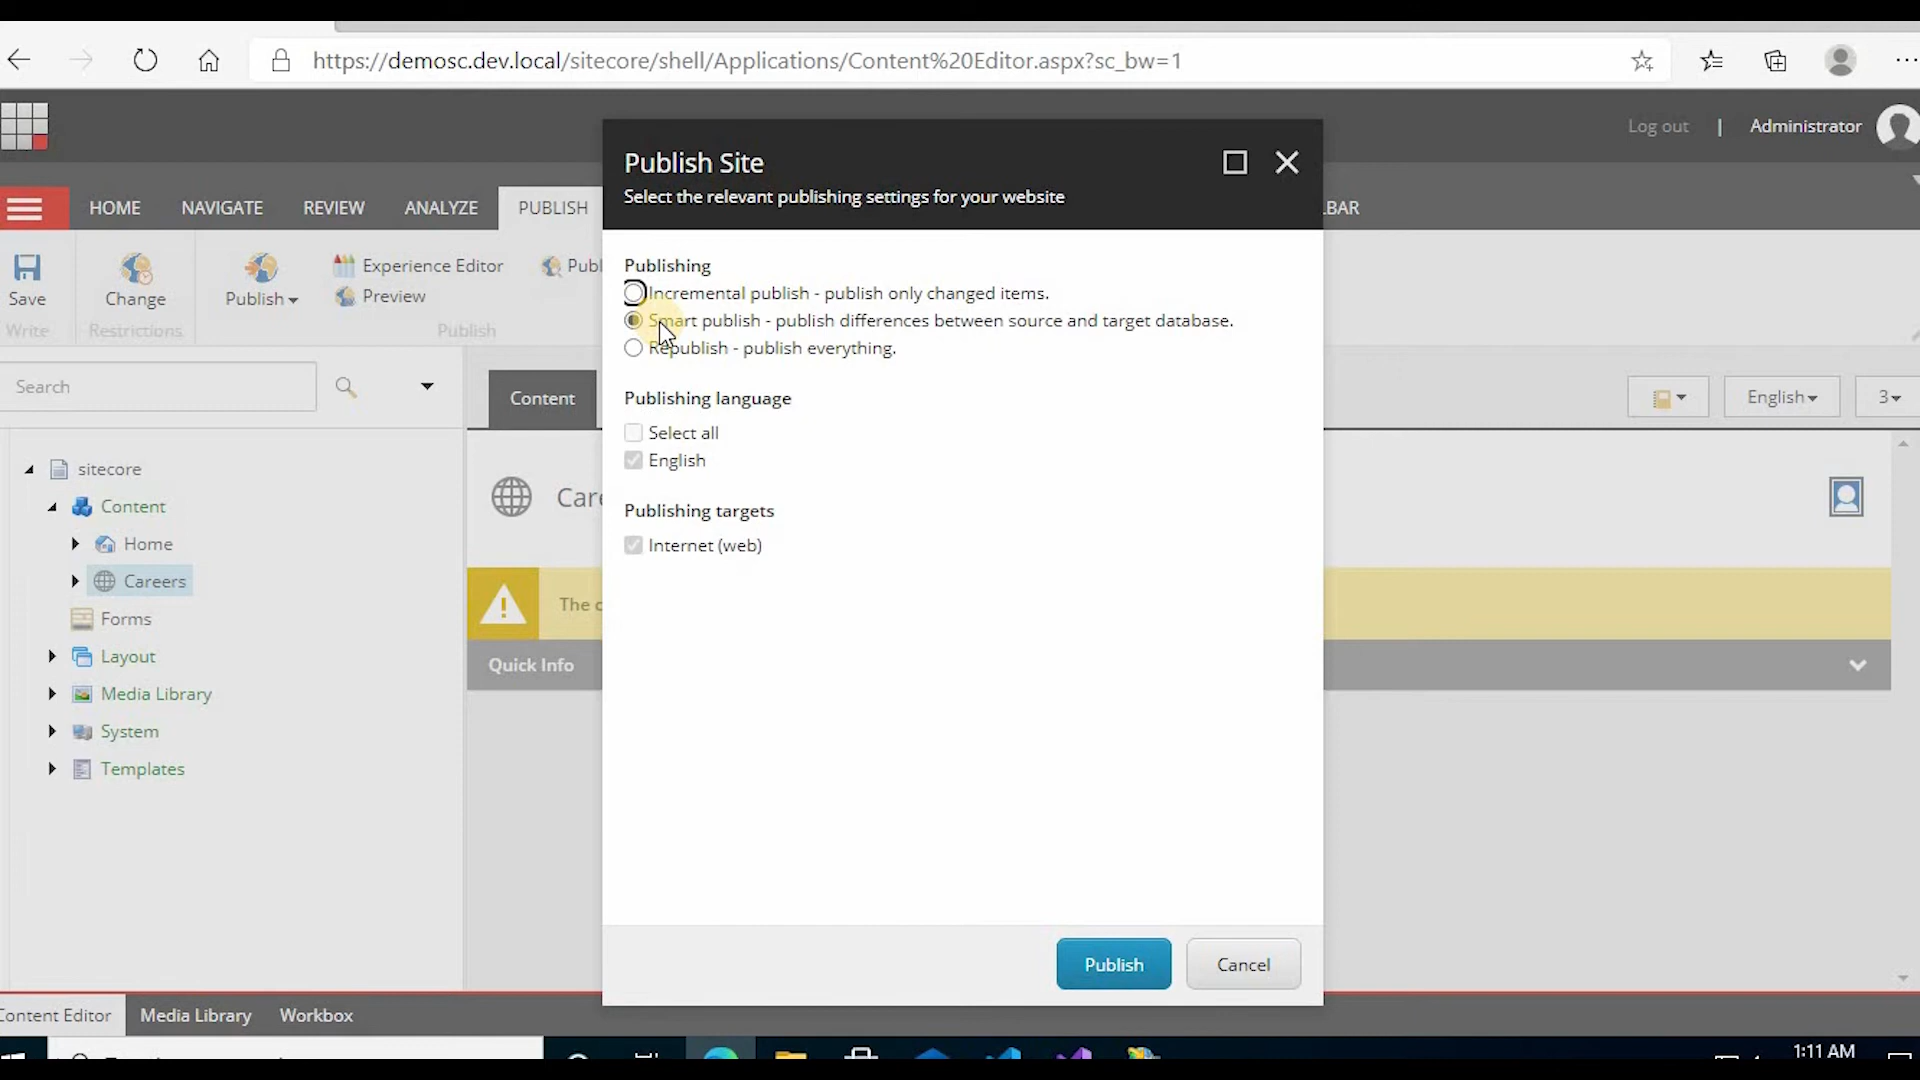 https://demosc.dev.local/sitecore/shell/Applications/Content%20Editor.aspx?sc_bw=1
Log out | Administrator
HOME NAVIGATE REVIEW ANALYZE PUBLISH
Save
Write
Change
Restrictions
Publish
Experience Editor
Preview
Publish
Search
sitecore
Content
Home
Careers
Forms
Layout
Media Library
System
Templates
Content
English
3
The
Quick Info
Publish Site
Select the relevant publishing settings for your website
Publishing
Incremental publish - publish only changed items.
Smart publish - publish differences between source and target database.
Republish - publish everything.
Publishing language
Select all
English
Publishing targets
Internet (web)
Publish Cancel
Content Editor Media Library Workbox
1:11 AM